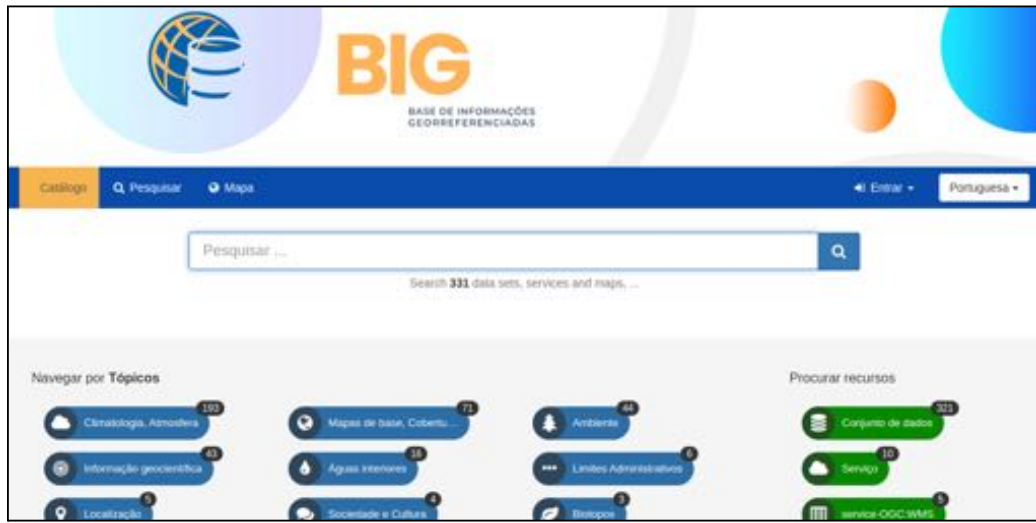 BIG
BASE DE INFORMAÇÕES
GEORREFERENCIADAS
Catálogo Pesquisar Mapa Entrar Portuguesa
Pesquisar ...
Search 331 data sets, services and maps, ...
Navegar por Tópicos Procurar recursos
193 71 44 321
Climatologia, Atmosfera Mapas de base, Cobertu... Ambiente Conjunto de dados
43 16 6 10
Informação geocientífica Águas interiores Limites Administrativos Serviço
5 4 3 5
Localização Sociedade e Cultura Biotopos service-OGC:WMS